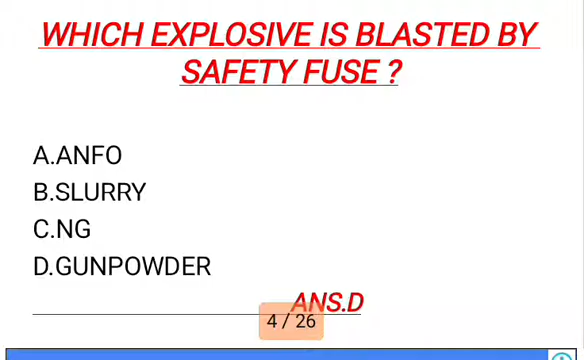 WHICH EXPLOSIVE IS BLASTED BY
SAFETY FUSE ?
A.ANFO
B.SLURRY
C.NG
D.GUNPOWDER
ANS.D
4 / 26